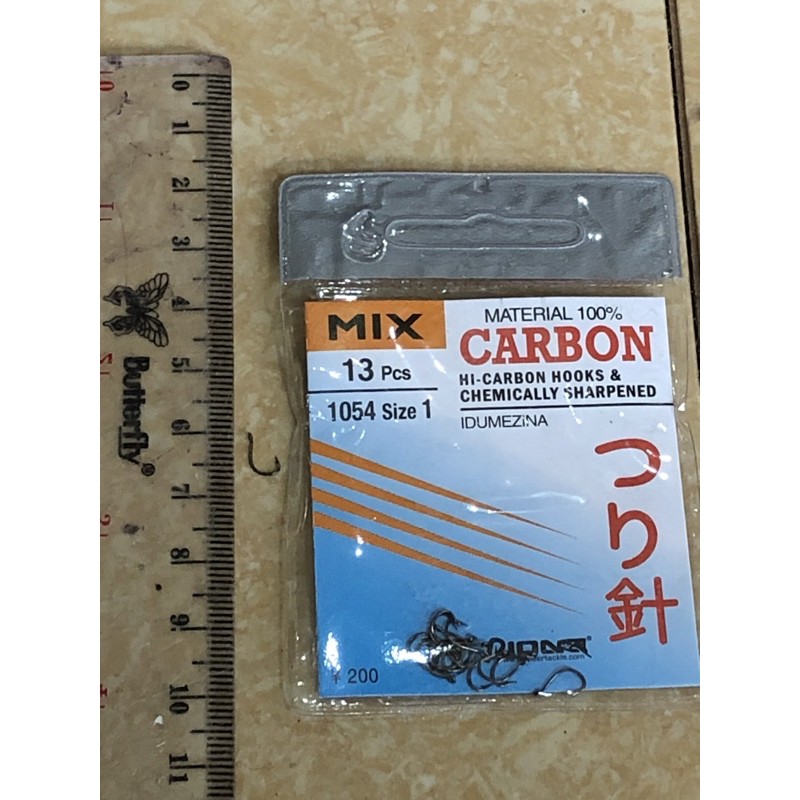 0
1
2
3
4
5
6
7
8
9
10
11
Butterfly®
MIX
13 Pcs
1054 Size 1
MATERIAL 100%
CARBON
HI-CARBON HOOKS &
CHEMICALLY SHARPENED
IDUMEZINA
つり針
¥ 200